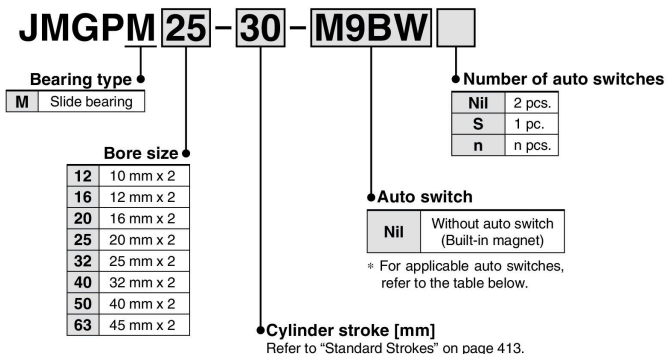 JMGPM 25 – 30 – M9BW
Bearing type
M Slide bearing
Number of auto switches
Nil 2 pcs.
S 1 pc.
n n pcs.
Bore size
12 10 mm x 2
16 12 mm x 2
20 16 mm x 2
25 20 mm x 2
32 25 mm x 2
40 32 mm x 2
50 40 mm x 2
63 45 mm x 2
Auto switch
Nil Without auto switch
(Built-in magnet)
* For applicable auto switches,
refer to the table below.
Cylinder stroke [mm]
Refer to “Standard Strokes” on page 413.